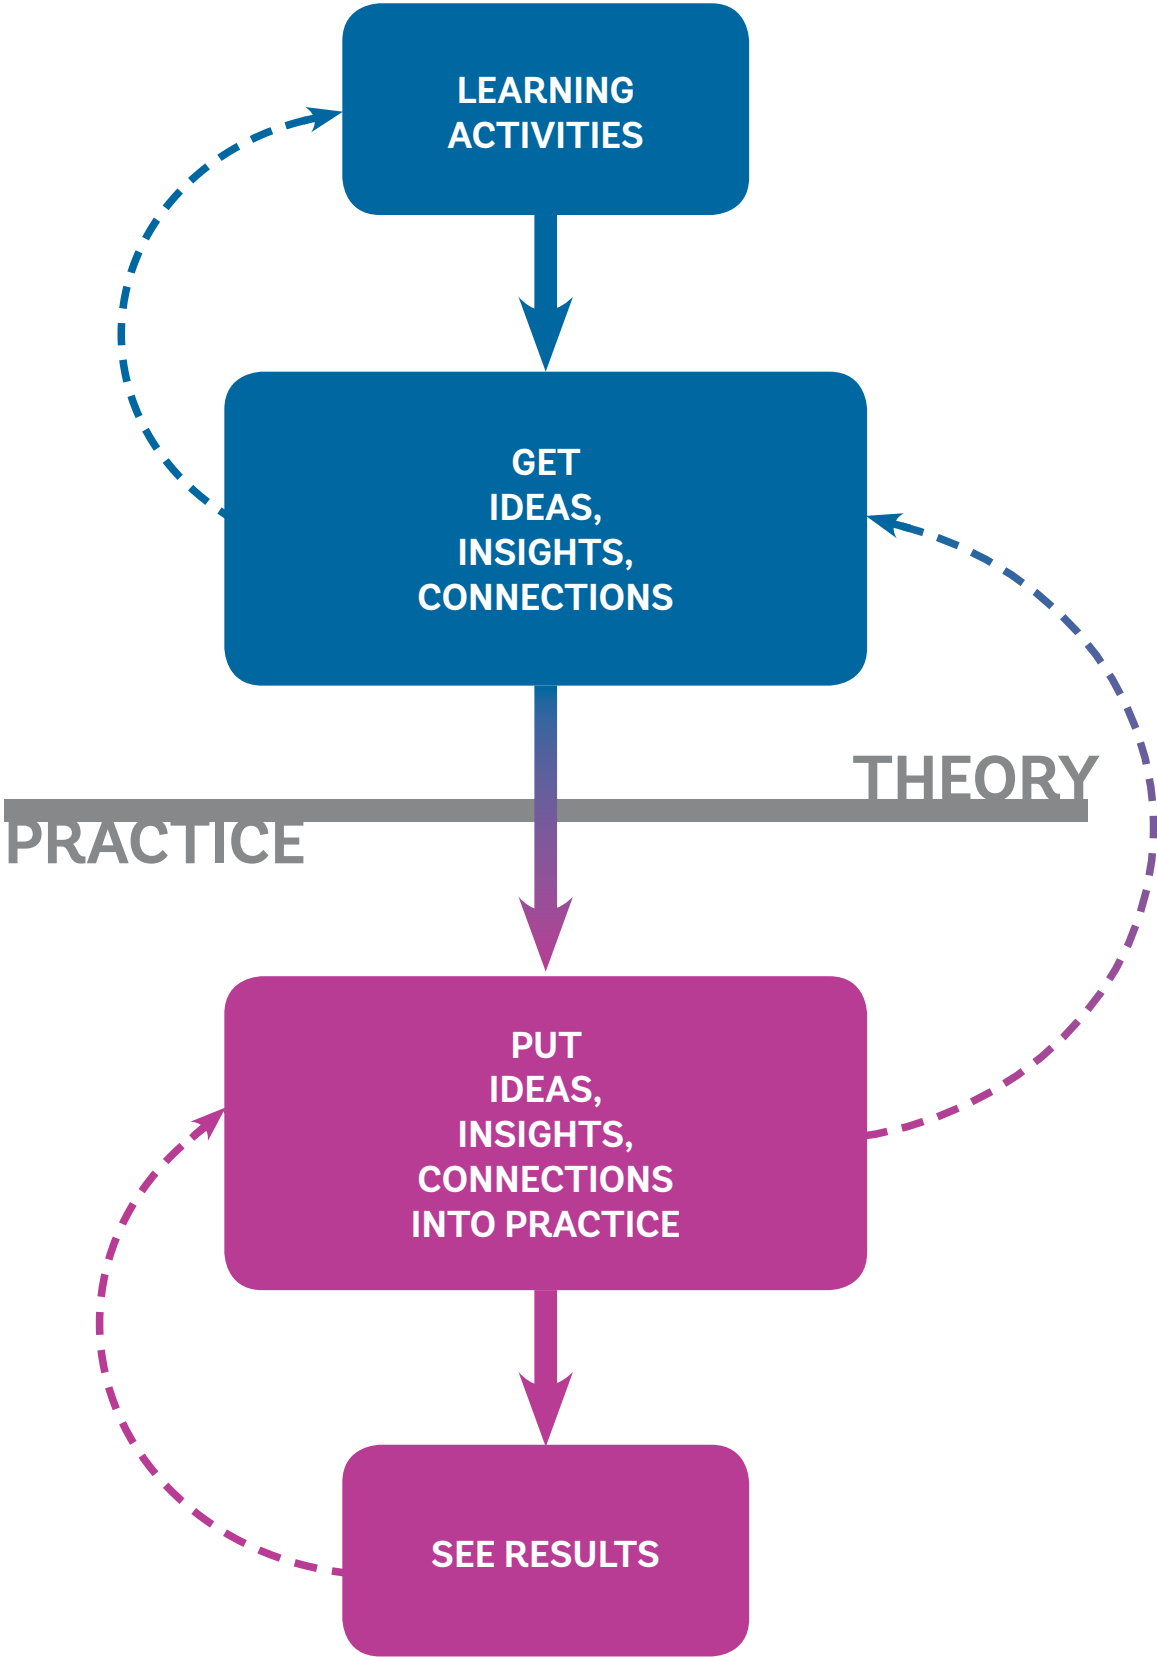 LEARNING
ACTIVITIES
GET
IDEAS,
INSIGHTS,
CONNECTIONS
THEORY
PRACTICE
PUT
IDEAS,
INSIGHTS,
CONNECTIONS
INTO PRACTICE
SEE RESULTS